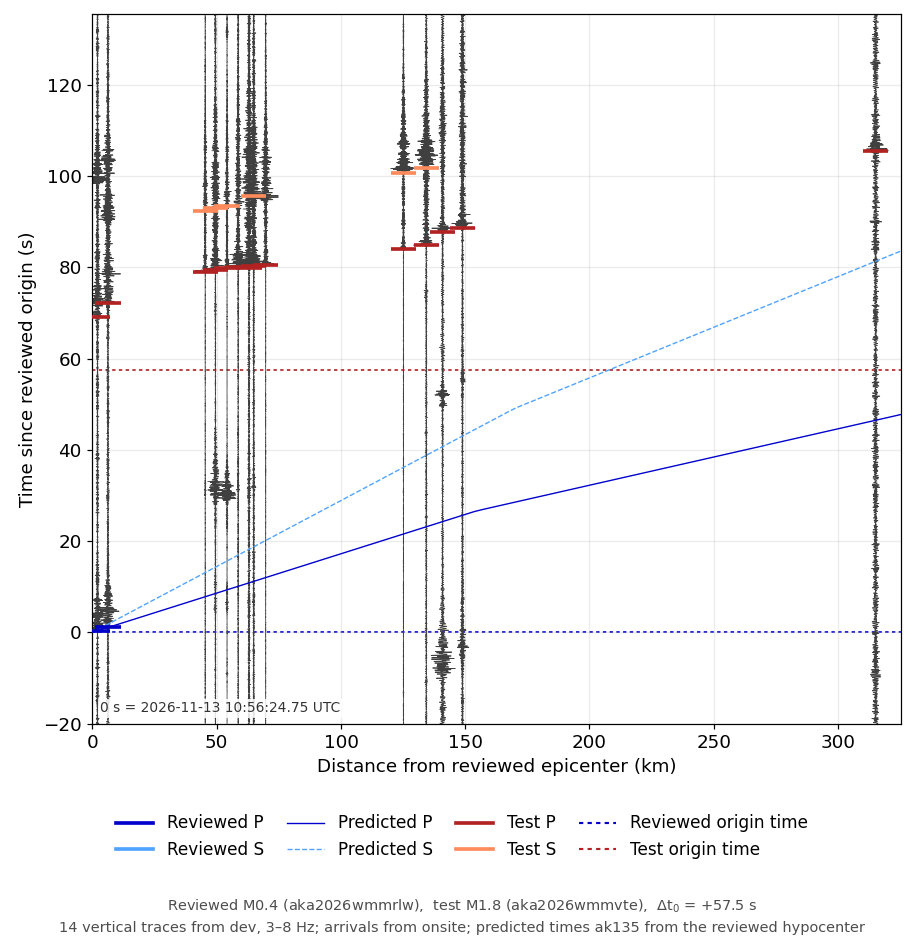 120
100
80
60
40
20
0
−20
Time since reviewed origin (s)
0 s = 2026-11-13 10:56:24.75 UTC
0 50 100 150 200 250 300
Distance from reviewed epicenter (km)
Reviewed P Predicted P Test P Reviewed origin time
Reviewed S Predicted S Test S Test origin time
Reviewed M0.4 (aka2026wmmrlw), test M1.8 (aka2026wmmvte), Δt₀ = +57.5 s
14 vertical traces from dev, 3–8 Hz; arrivals from onsite; predicted times ak135 from the reviewed hypocenter